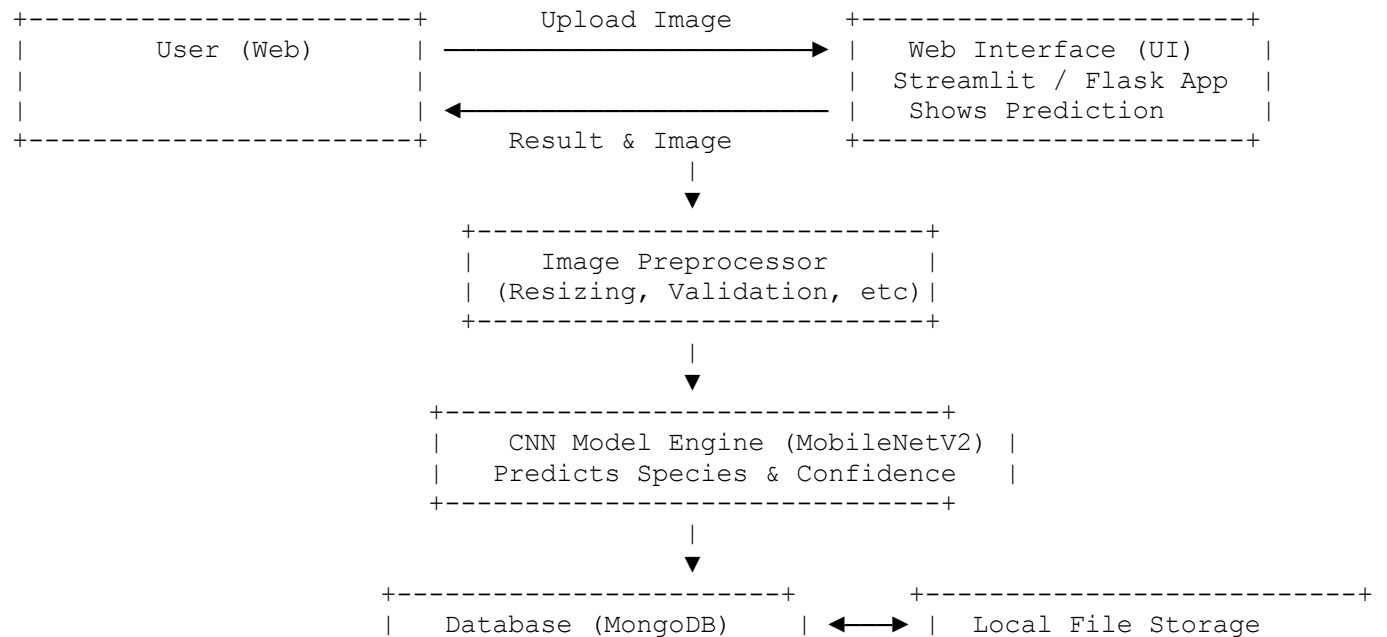 Upload Image
User (Web) Web Interface (UI)
Streamlit / Flask App
Shows Prediction
Result & Image
Image Preprocessor
(Resizing, Validation, etc)
CNN Model Engine (MobileNetV2)
Predicts Species & Confidence
Database (MongoDB) Local File Storage